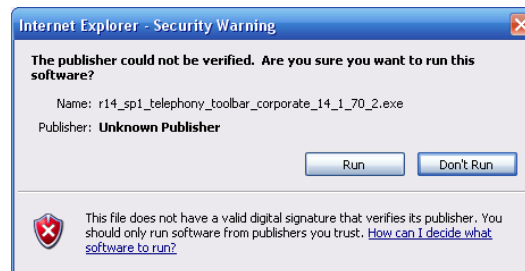 Internet Explorer - Security Warning
The publisher could not be verified. Are you sure you want to run this
software?
Name: r14_sp1_telephony_toolbar_corporate_14_1_70_2.exe
Publisher: Unknown Publisher
Run Don't Run
This file does not have a valid digital signature that verifies its publisher. You
should only run software from publishers you trust. How can I decide what
software to run?